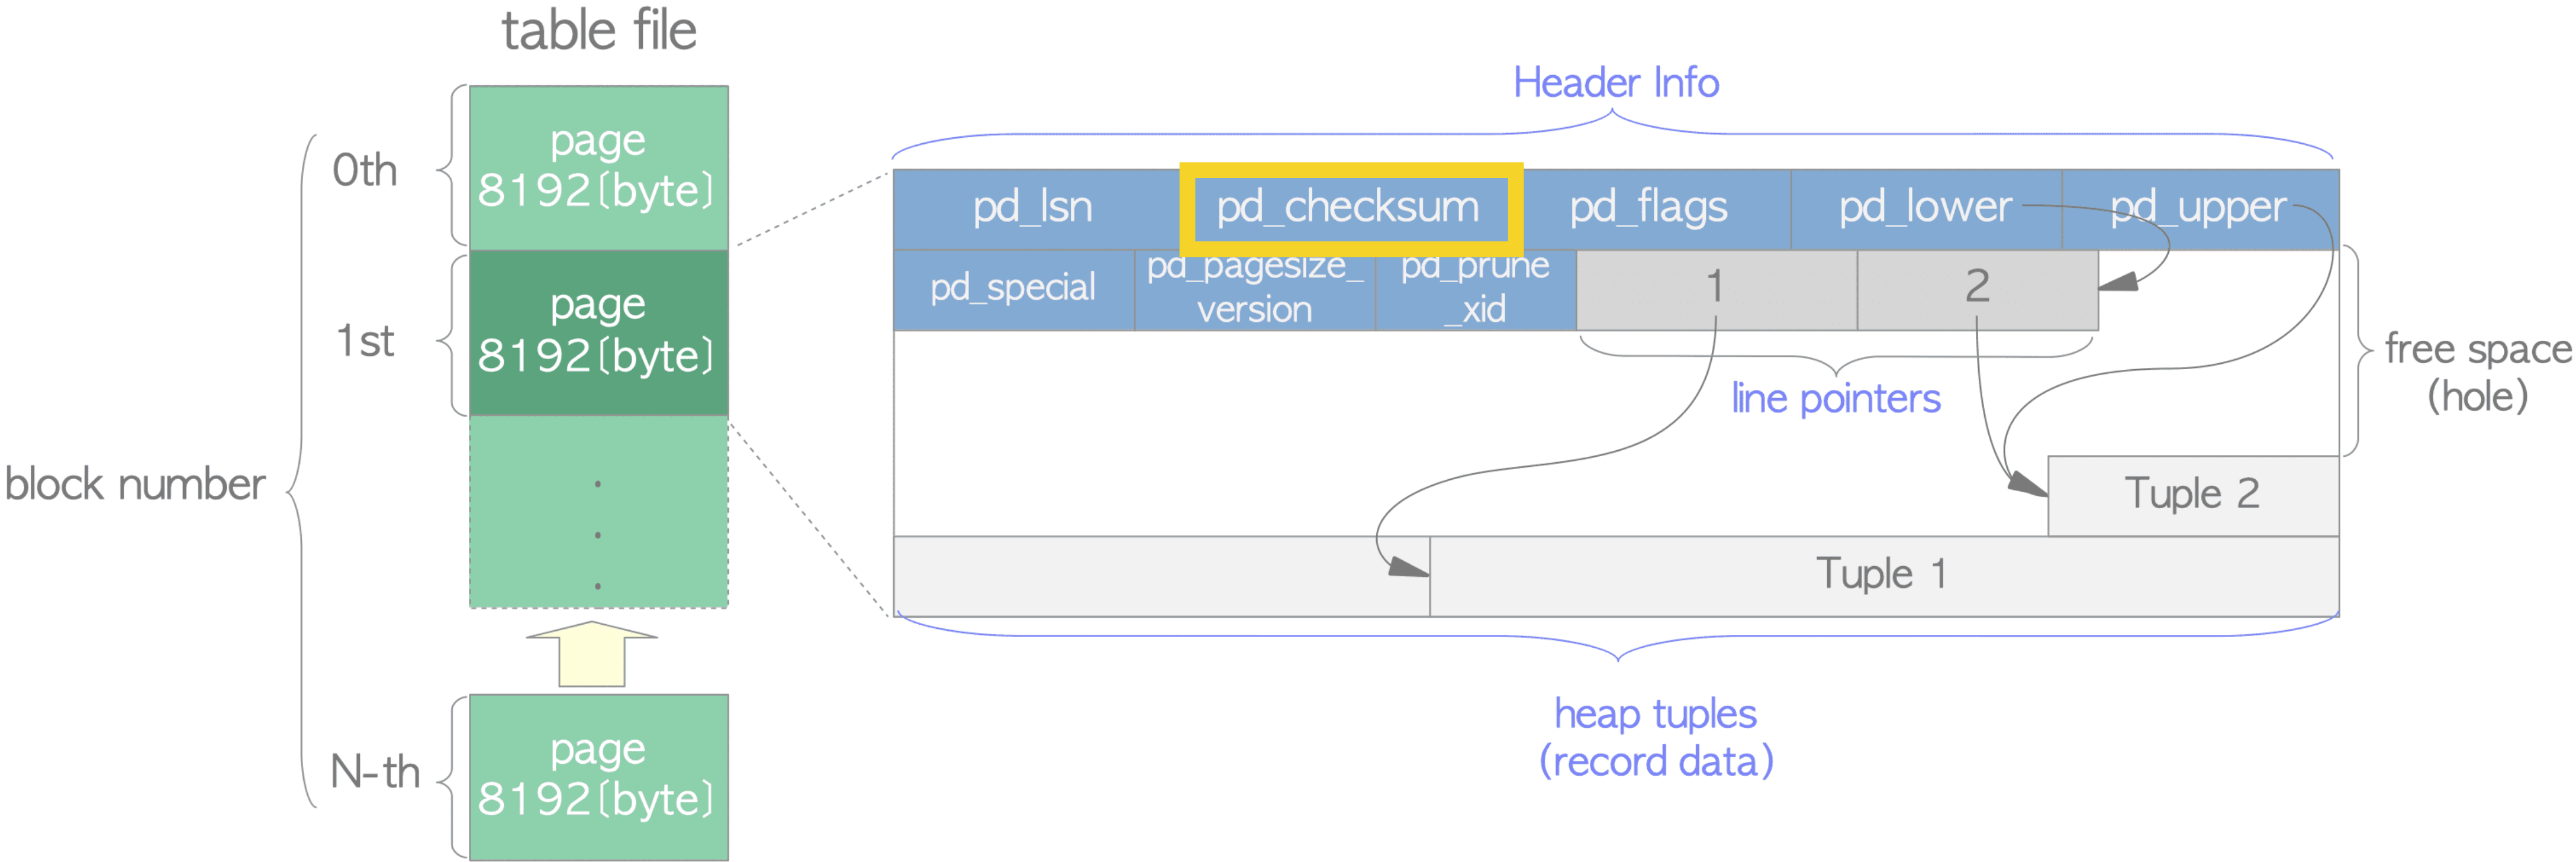 table file
block number
0th
page
8192[byte]
1st
page
8192[byte]
N-th
page
8192[byte]
Header Info
pd_lsn
pd_checksum
pd_flags
pd_lower
pd_upper
pd_special
pd_pagesize_
version
pd_prune
_xid
1
2
line pointers
free space
(hole)
Tuple 2
Tuple 1
heap tuples
(record data)